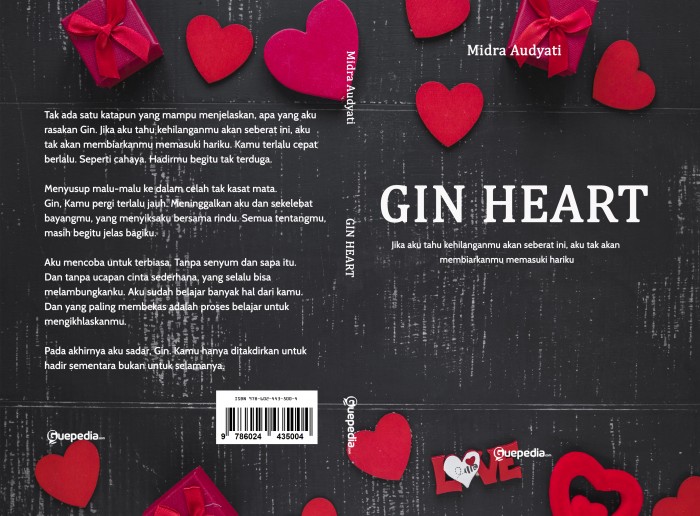 Tak ada satu katapun yang mampu menjelaskan, apa yang aku
rasakan Gin. Jika aku tahu kehilanganmu akan seberat ini, aku
tak akan membiarkanmu memasuki hariku. Kamu terlalu cepat
berlalu. Seperti cahaya. Hadirmu begitu tak terduga.
Menyusup malu-malu ke dalam celah tak kasat mata.
Gin, Kamu pergi terlalu jauh. Meninggalkan aku dan sekelebat
bayangmu, yang menyiksaku bersama rindu. Semua tentangmu,
masih begitu jelas bagiku.
Aku mencoba untuk terbiasa. Tanpa senyum dan sapa itu.
Dan tanpa ucapan cinta sederhana, yang selalu bisa
melambungkanku. Aku sudah belajar banyak hal dari kamu.
Dan yang paling membekas adalah proses belajar untuk
mengikhlaskanmu.
Pada akhirnya aku sadar, Gin. Kamu hanya ditakdirkan untuk
hadir sementara bukan untuk selamanya.
ISBN 978-602-443-500-4
9 786024 435004
Guepedia.com
Midra Audyati
GIN HEART
Guepedia.com
Midra Audyati
GIN HEART
Jika aku tahu kehilanganmu akan seberat ini, aku tak akan
membiarkanmu memasuki hariku
LOVE
Guepedia.com